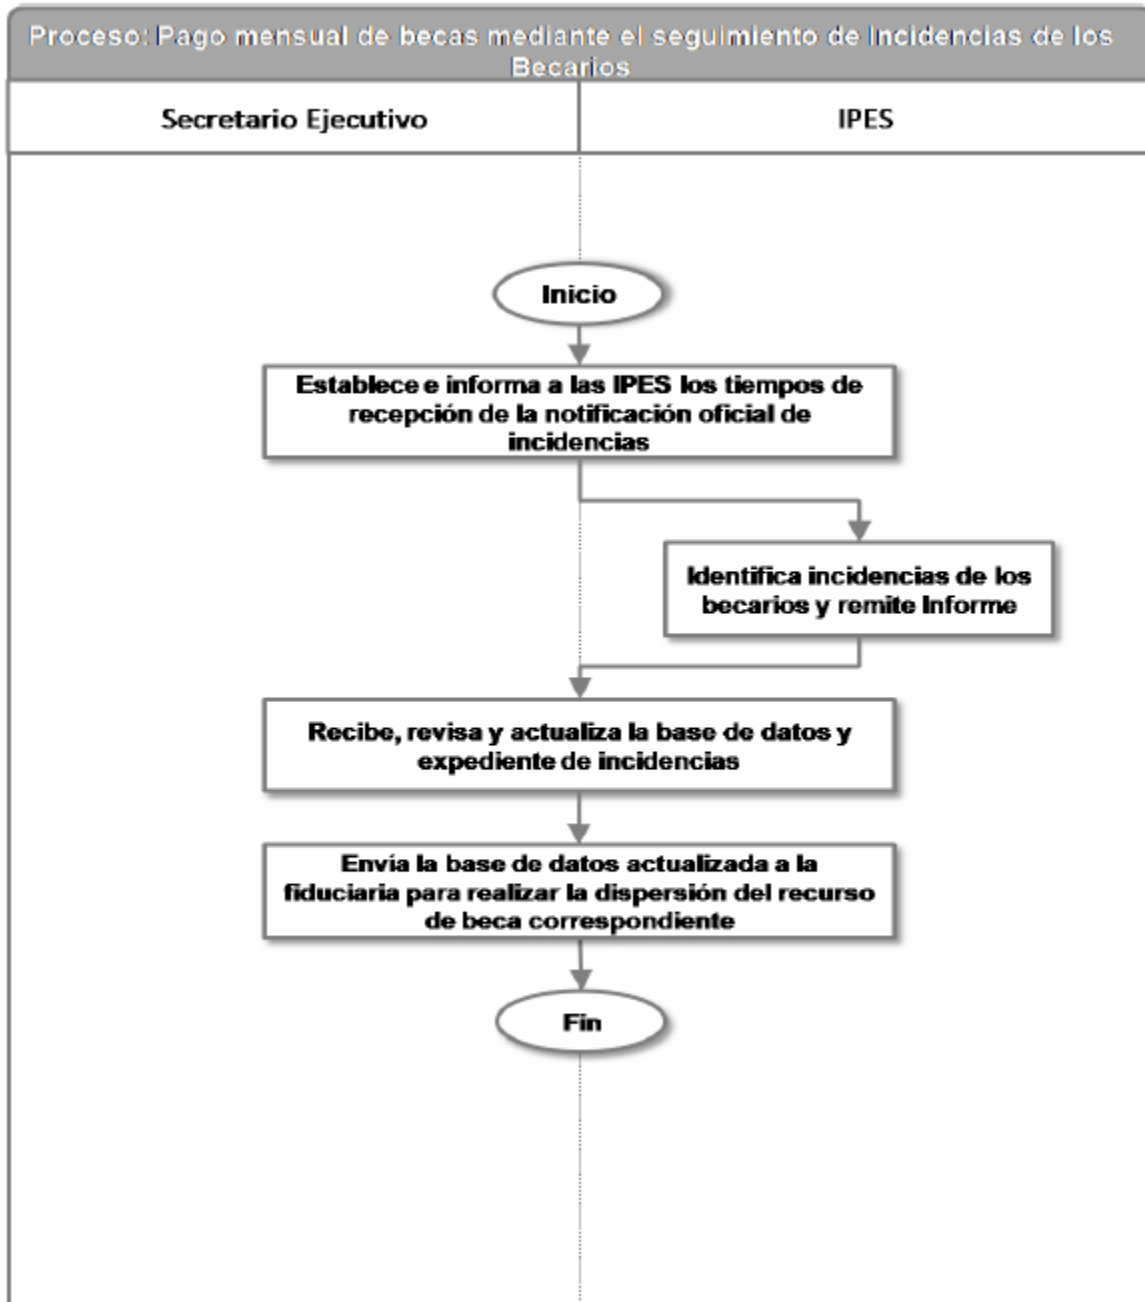 Proceso: Pago mensual de becas mediante el seguimiento de Incidencias de los
Becarios
Secretario Ejecutivo
IPES
Inicio
Establece e informa a las IPES los tiempos de
recepción de la notificación oficial de
incidencias
Identifica incidencias de los
becarios y remite Informe
Recibe, revisa y actualiza la base de datos y
expediente de incidencias
Envía la base de datos actualizada a la
fiduciaria para realizar la dispersión del recurso
de beca correspondiente
Fin